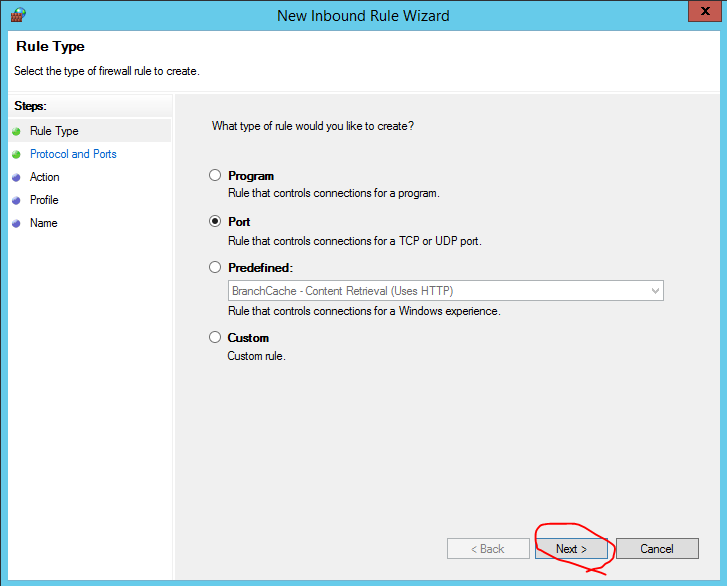 New Inbound Rule Wizard
x
Rule Type
Select the type of firewall rule to create.
Steps:
Rule Type
Protocol and Ports
Action
Profile
Name
What type of rule would you like to create?
Program
Rule that controls connections for a program.
Port
Rule that controls connections for a TCP or UDP port.
Predefined:
BranchCache - Content Retrieval (Uses HTTP)
Rule that controls connections for a Windows experience.
Custom
Custom rule.
< Back
Next >
Cancel